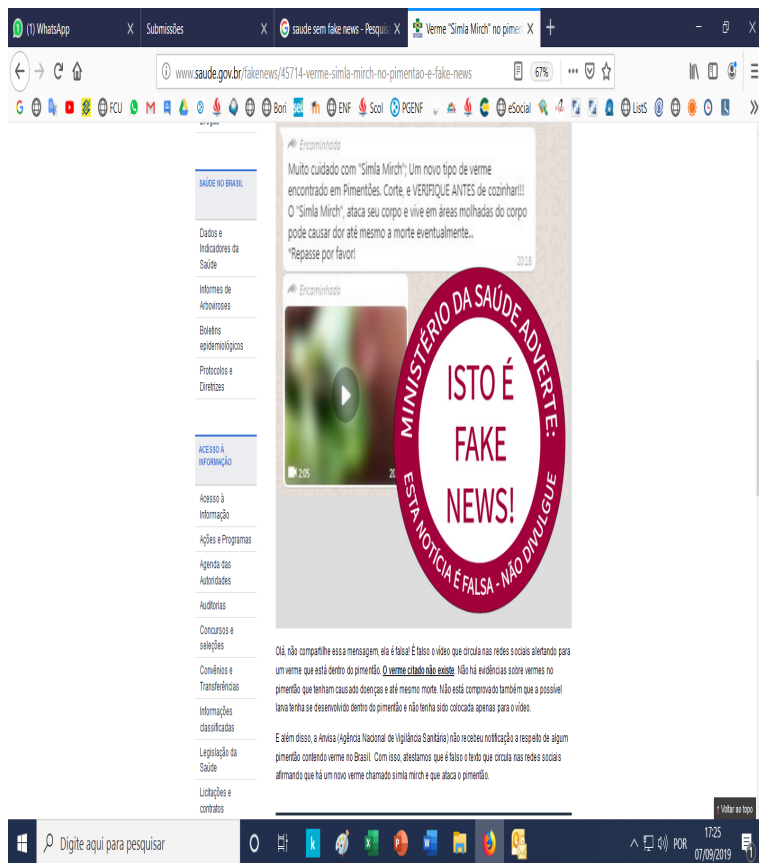 (1) WhatsApp
Submissões
saude sem fake news - Pesquis
Verme "Simla Mirch" no pimen
www.saude.gov.br/fakenews/45714-verme-simla-mirch-no-pimentao-e-fake-news
67%
FCU
Bori
ENF
Scol
PGENF
eSocial
ListS
SAÚDE NO BRASIL
Dados e
Indicadores da
Saúde
Informes de
Arboviroses
Boletins
epidemiológicos
Protocolos e
Diretrizes
ACESSO À
INFORMAÇÃO
Acesso à
Informação
Ações e Programas
Agenda das
Autoridades
Auditorias
Concursos e
seleções
Convênios e
Transferências
Informações
classificadas
Legislação da
Saúde
Licitações e
contratos
Encaminhada
Muito cuidado com "Simla Mirch"; Um novo tipo de verme
encontrado em Pimentões. Corte, e VERIFIQUE ANTES de cozinhar!!!
O "Simla Mirch", ataca seu corpo e vive em áreas molhadas do corpo
pode causar dor até mesmo a morte eventualmente...
*Repasse por favor!
20:18
Encaminhada
2:05
20
MINISTÉRIO DA SAÚDE ADVERTE:
ISTO É
FAKE
NEWS!
ESTA NOTÍCIA É FALSA - NÃO DIVULGUE
Olá, não compartilhe essa mensagem, ela é falsa! É falso o vídeo que circula nas redes sociais alertando para
um verme que está dentro do pimentão. O verme citado não existe. Não há evidências sobre vermes no
pimentão que tenham causado doenças e até mesmo morte. Não está comprovado também que a possível
larva tenha se desenvolvido dentro do pimentão e não tenha sido colocada apenas para o vídeo.
E além disso, a Anvisa (Agência Nacional de Vigilância Sanitária) não recebeu notificação a respeito de algum
pimentão contendo verme no Brasil. Com isso, atestamos que é falso o texto que circula nas redes sociais
afirmando que há um novo verme chamado simla mirch e que ataca o pimentão.
↑ Voltar ao topo
Digite aqui para pesquisar
POR
17:25
07/09/2019